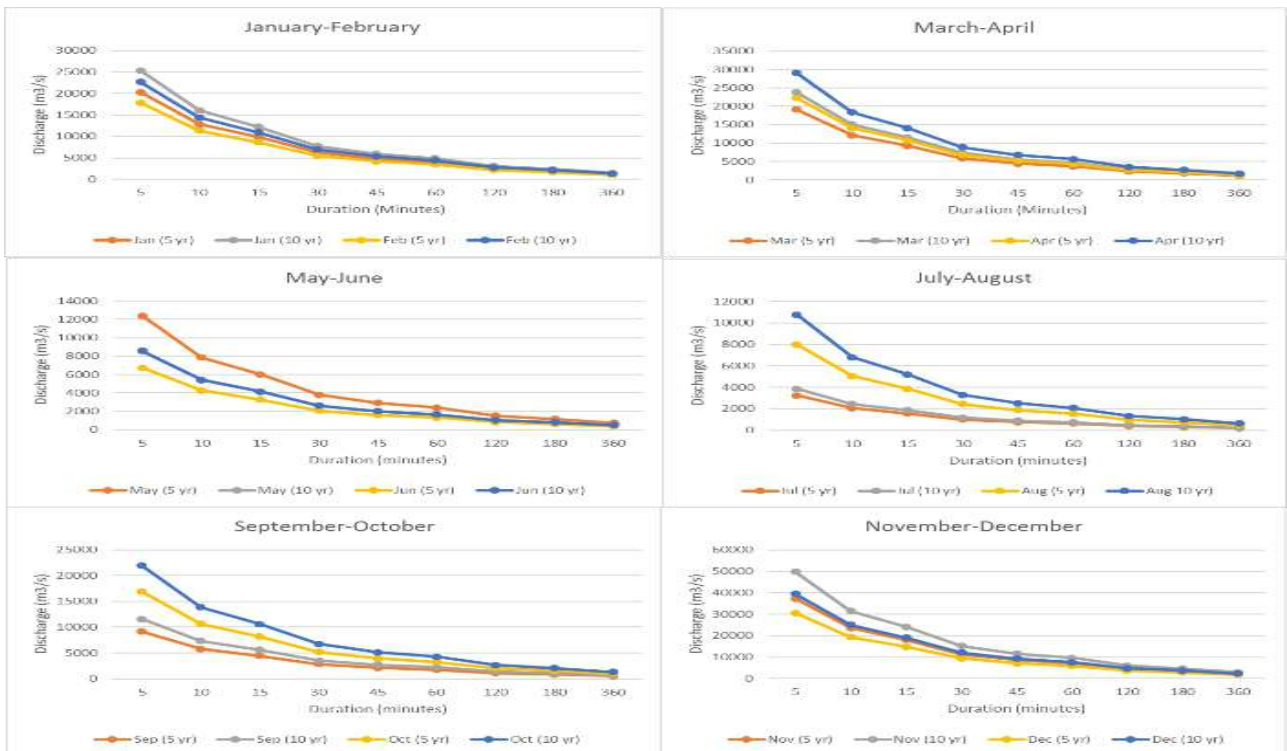 January-February
30000
25000
20000
15000
10000
5000
0
Discharge (m3/s)
5 10 15 30 45 60 120 180 360
Duration (Minutes)
Jan (5 yr) Jan (10 yr) Feb (5 yr) Feb (10 yr)
March-April
35000
30000
25000
20000
15000
10000
5000
0
Discharge (m3/s)
5 10 15 30 45 60 120 180 360
Duration (Minutes)
Mar (5 yr) Mar (10 yr) Apr (5 yr) Apr (10 yr)
May-June
14000
12000
10000
8000
6000
4000
2000
0
Discharge (m3/s)
5 10 15 30 45 60 120 180 360
Duration (minutes)
May (5 yr) May (10 yr) Jun (5 yr) Jun (10 yr)
July-August
12000
10000
8000
6000
4000
2000
0
Discharge (m3/s)
5 10 15 30 45 60 120 180 360
Duration (minutes)
Jul (5 yr) Jul (10 yr) Aug (5 yr) Aug 10 yr)
September-October
25000
20000
15000
10000
5000
0
Discharge (m3/s)
5 10 15 30 45 60 120 180 360
Duration (minutes)
Sep (5 yr) Sep (10 yr) Oct (5 yr) Oct (10 yr)
November-December
60000
50000
40000
30000
20000
10000
0
Discharge (m3/s)
5 10 15 30 45 60 120 180 360
Duration (minutes)
Nov (5 yr) Nov (10 yr) Dec (5 yr) Dec (10 yr)